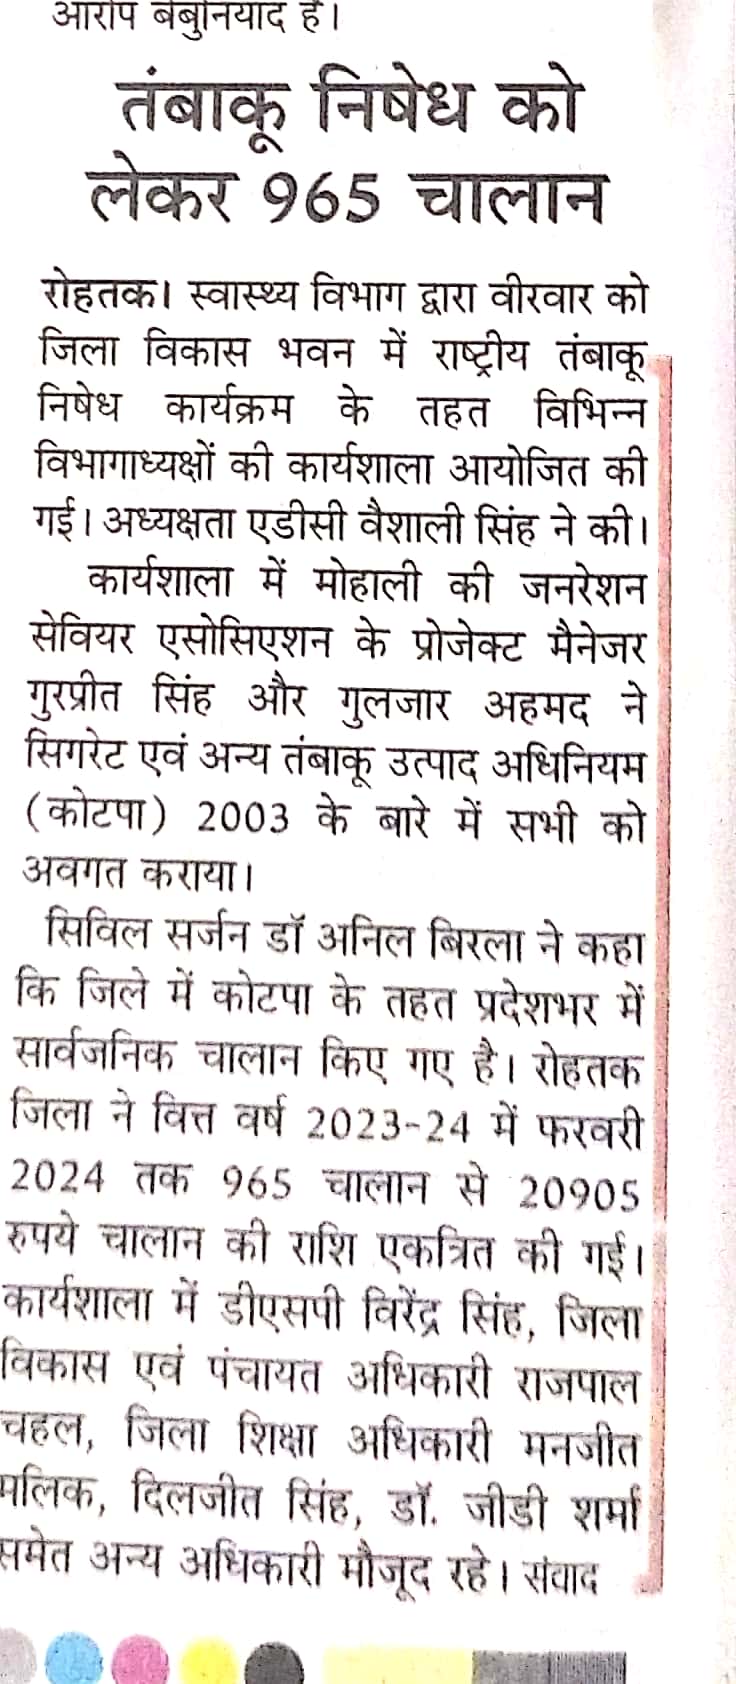 आरोप बेबुनियाद हैं।
तंबाकू निषेध को
लेकर 965 चालान
रोहतक। स्वास्थ्य विभाग द्वारा वीरवार को
जिला विकास भवन में राष्ट्रीय तंबाकू
निषेध कार्यक्रम के तहत विभिन्न
विभागाध्यक्षों की कार्यशाला आयोजित की
गई। अध्यक्षता एडीसी वैशाली सिंह ने की।
कार्यशाला में मोहाली की जनरेशन
सेवियर एसोसिएशन के प्रोजेक्ट मैनेजर
गुरप्रीत सिंह और गुलजार अहमद ने
सिगरेट एवं अन्य तंबाकू उत्पाद अधिनियम
(कोटपा) 2003 के बारे में सभी को
अवगत कराया।
सिविल सर्जन डॉ अनिल बिरला ने कहा
कि जिले में कोटपा के तहत प्रदेशभर में
सार्वजनिक चालान किए गए है। रोहतक
जिला ने वित्त वर्ष 2023-24 में फरवरी
2024 तक 965 चालान से 20905
रुपये चालान की राशि एकत्रित की गई।
कार्यशाला में डीएसपी विरेंद्र सिंह, जिला
विकास एवं पंचायत अधिकारी राजपाल
चहल, जिला शिक्षा अधिकारी मनजीत
मलिक, दिलजीत सिंह, डॉ. जीडी शर्मा
समेत अन्य अधिकारी मौजूद रहे। संवाद